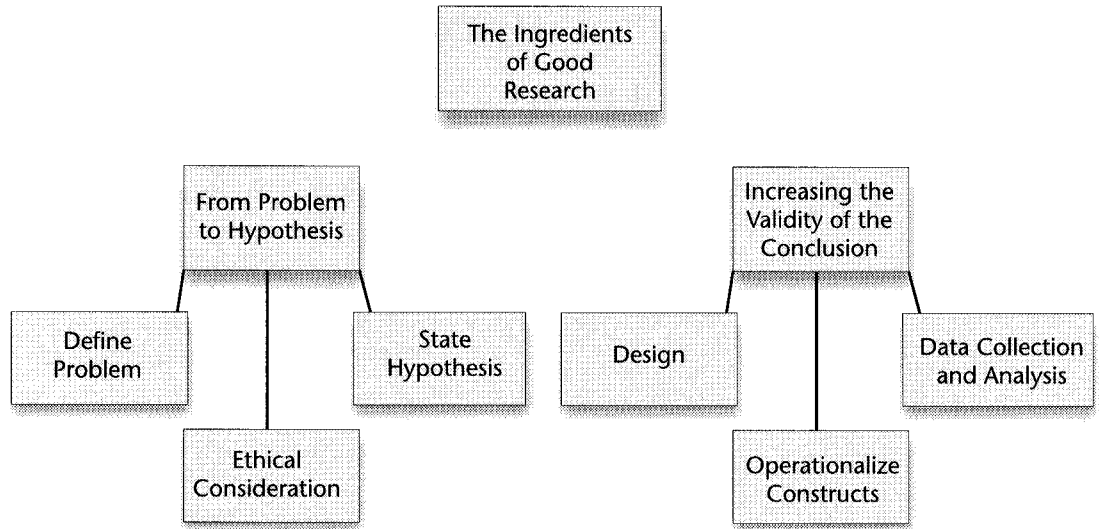 The Ingredients
of Good
Research
From Problem
to Hypothesis
Increasing the
Validity of the
Conclusion
Define
Problem
State
Hypothesis
Design
Data Collection
and Analysis
Ethical
Consideration
Operationalize
Constructs